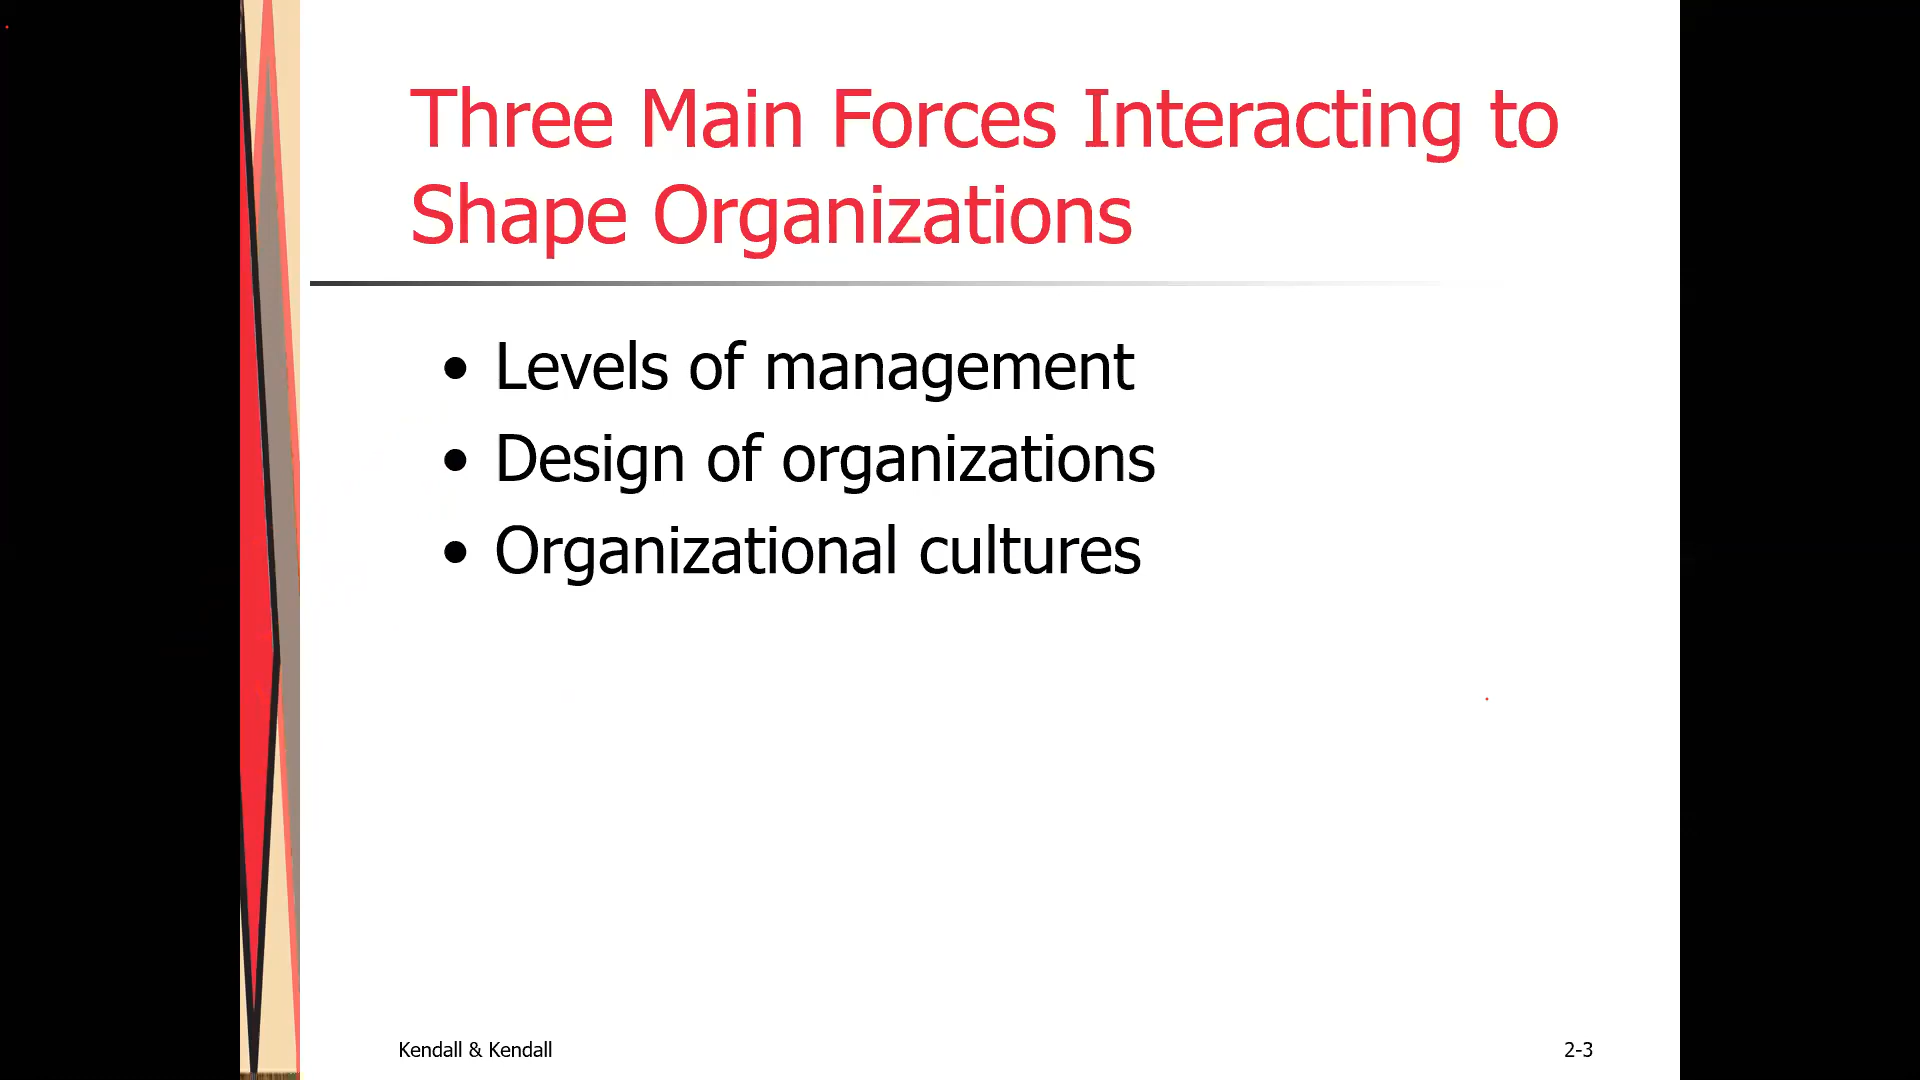 Three Main Forces Interacting to
Shape Organizations
• Levels of management
• Design of organizations
• Organizational cultures
Kendall & Kendall
2-3